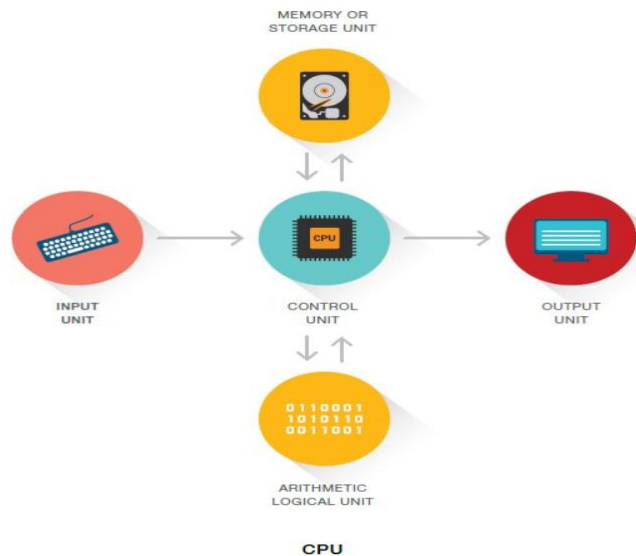 MEMORY OR
STORAGE UNIT
CPU
INPUT
UNIT
CONTROL
UNIT
OUTPUT
UNIT
0110001
1010110
0011001
ARITHMETIC
LOGICAL UNIT
CPU